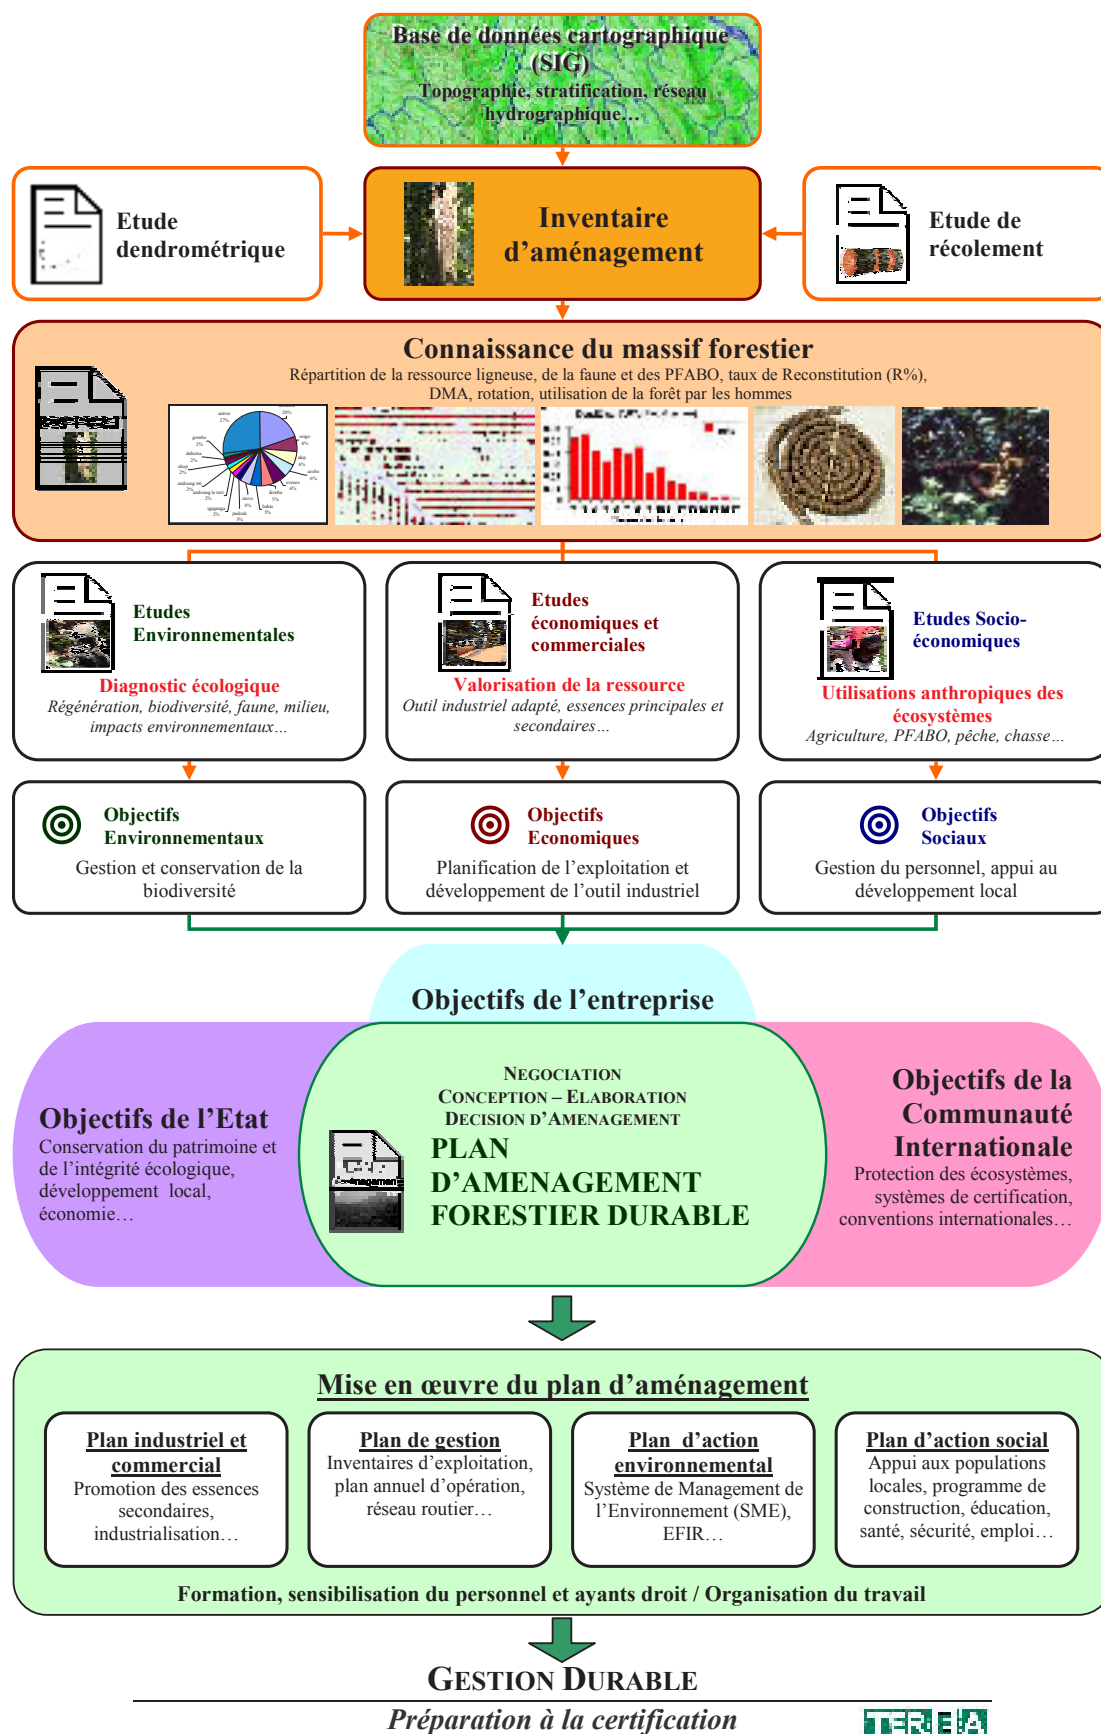 Base de données cartographique
(SIG)
Topographie, stratification, réseau
hydrographique…
Etude
dendrométrique
Inventaire
d’aménagement
Etude de
récolement
Connaissance du massif forestier
Répartition de la ressource ligneuse, de la faune et des PFABO, taux de Reconstitution (R%),
DMA, rotation, utilisation de la forêt par les hommes
autres
27%
Etudes
Environnementales
Diagnostic écologique
Régénération, biodiversité, faune, milieu,
impacts environnementaux…
Etudes
économiques et
commerciales
Valorisation de la ressource
Outil industriel adapté, essences principales et
secondaires…
Etudes Socio-
économiques
Utilisations anthropiques des
écosystèmes
Agriculture, PFABO, pêche, chasse…
Objectifs
Environnementaux
Gestion et conservation de la
biodiversité
Objectifs
Economiques
Planification de l’exploitation et
développement de l’outil industriel
Objectifs
Sociaux
Gestion du personnel, appui au
développement local
Objectifs de l’entreprise
Objectifs de l’Etat
Conservation du patrimoine et
de l’intégrité écologique,
développement local,
économie…
NEGOCIATION
CONCEPTION – ELABORATION
DECISION D’AMENAGEMENT
PLAN
D’AMENAGEMENT
FORESTIER DURABLE
Objectifs de la
Communauté
Internationale
Protection des écosystèmes,
systèmes de certification,
conventions internationales…
Mise en œuvre du plan d’aménagement
Plan industriel et
commercial
Promotion des essences
secondaires,
industrialisation…
Plan de gestion
Inventaires d’exploitation,
plan annuel d’opération,
réseau routier…
Plan d’action
environnemental
Système de Management de
l’Environnement (SME),
EFIR…
Plan d’action social
Appui aux populations
locales, programme de
construction, éducation,
santé, sécurité, emploi…
Formation, sensibilisation du personnel et ayants droit / Organisation du travail
GESTION DURABLE
Préparation à la certification